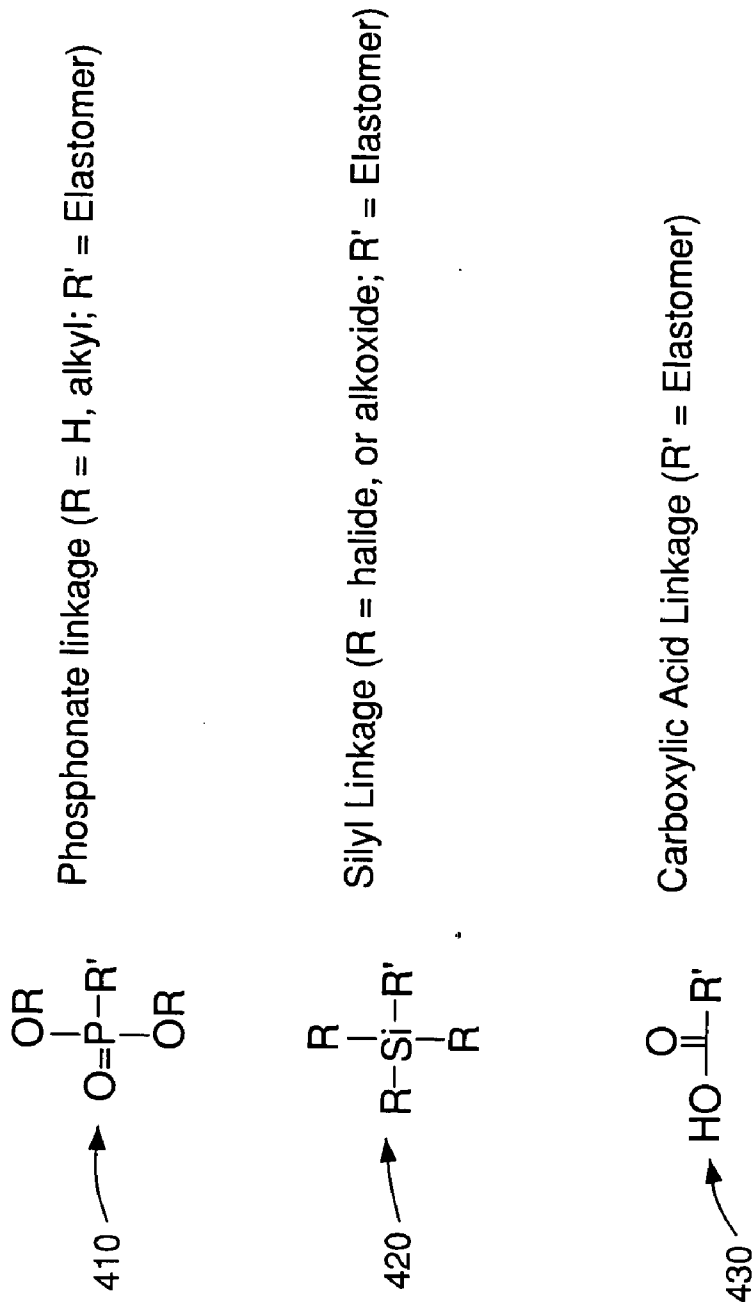 410
OR
O=P-R'
OR
Phosphonate linkage (R = H, alkyl; R' = Elastomer)
420
R
R-Si-R'
R
Silyl Linkage (R = halide, or alkoxide; R' = Elastomer)
430
O
HO R'
Carboxylic Acid Linkage (R' = Elastomer)